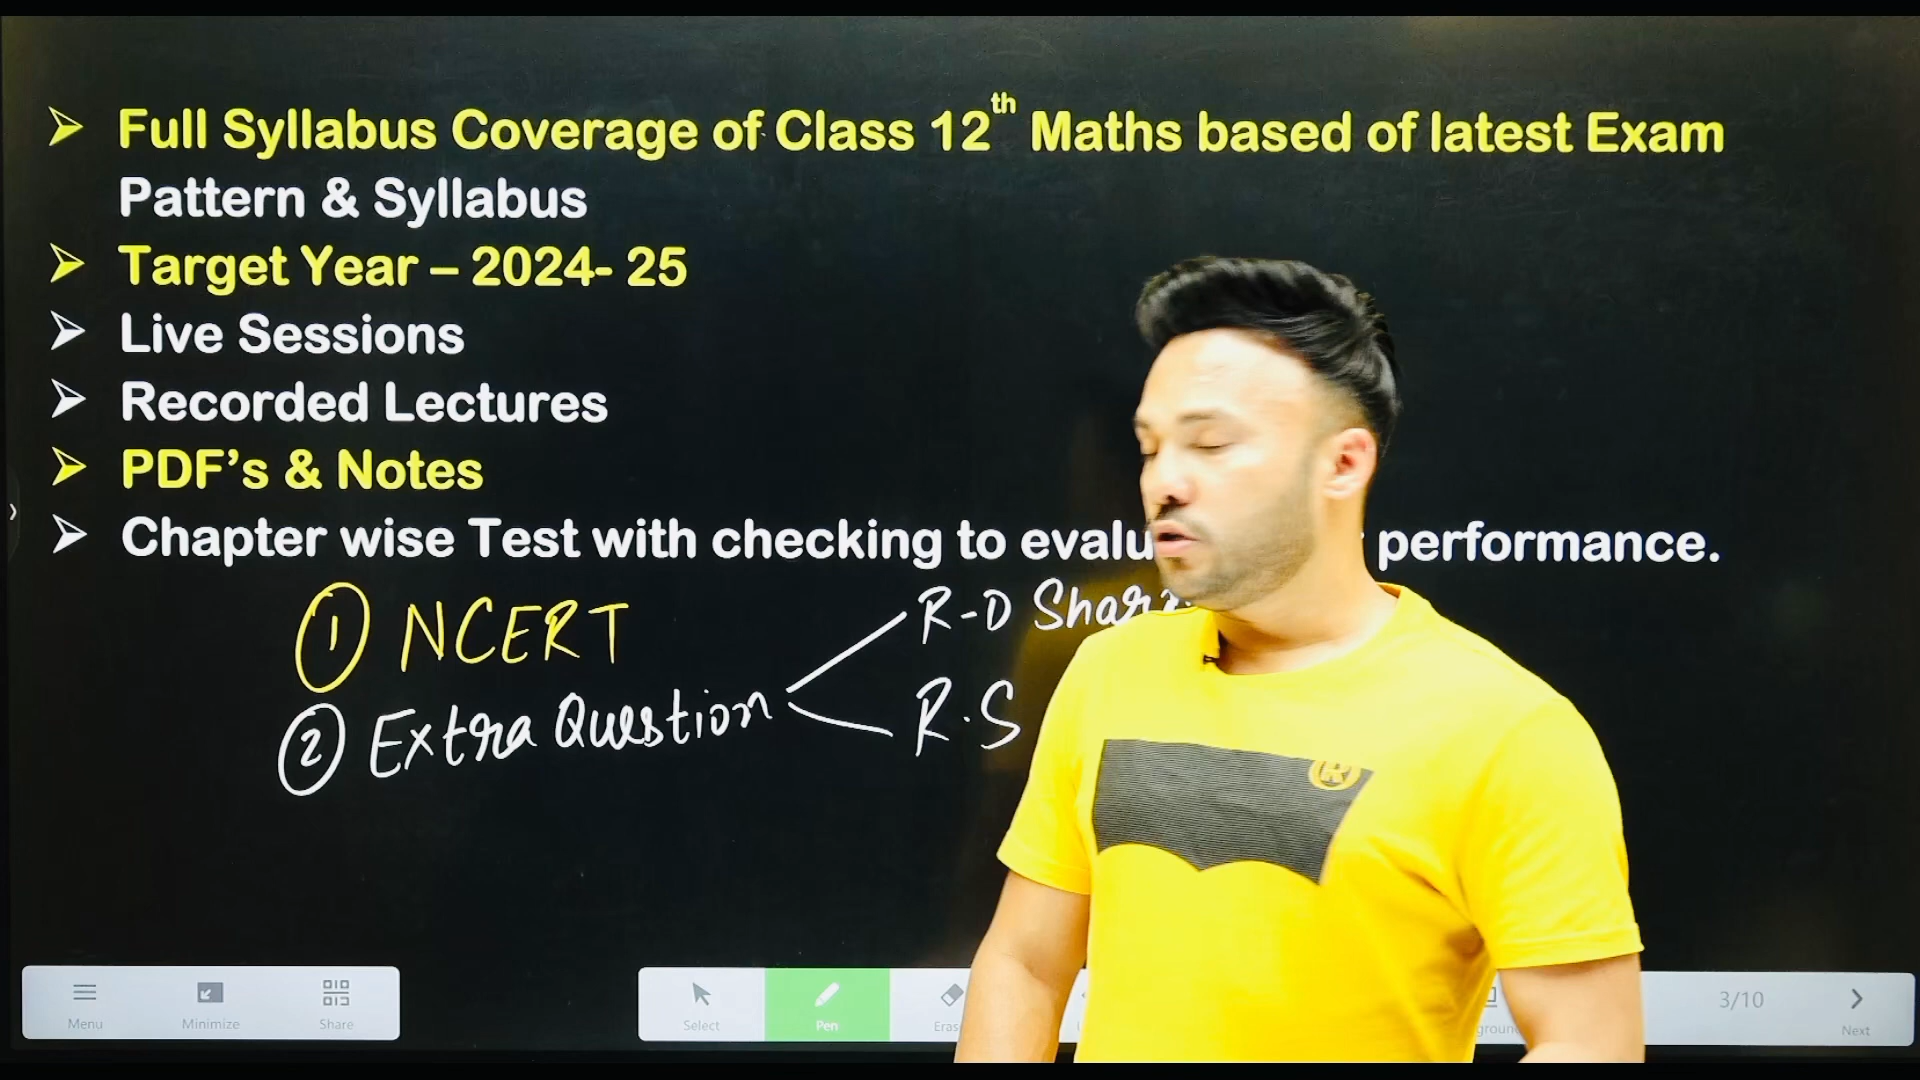 Full Syllabus Coverage of Class 12th Maths based of latest Exam
Pattern & Syllabus
Target Year – 2024- 25
Live Sessions
Recorded Lectures
PDF's & Notes
Chapter wise Test with checking to performance.
① NCERT
② Extra Question
R-D
R.S
®
Menu
Minimize
Share
Select
Pen
3/10
Next